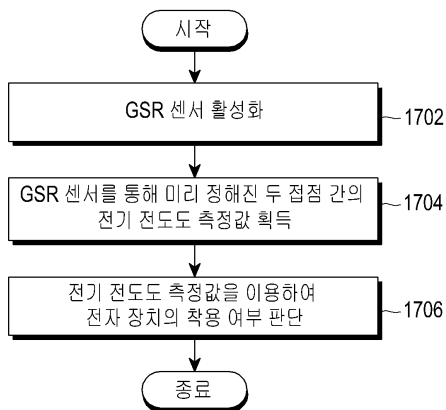 시작
GSR 센서 활성화
1702
GSR 센서를 통해 미리 정해진 두 접점 간의
전기 전도도 측정값 획득
1704
전기 전도도 측정값을 이용하여
전자 장치의 착용 여부 판단
1706
종료